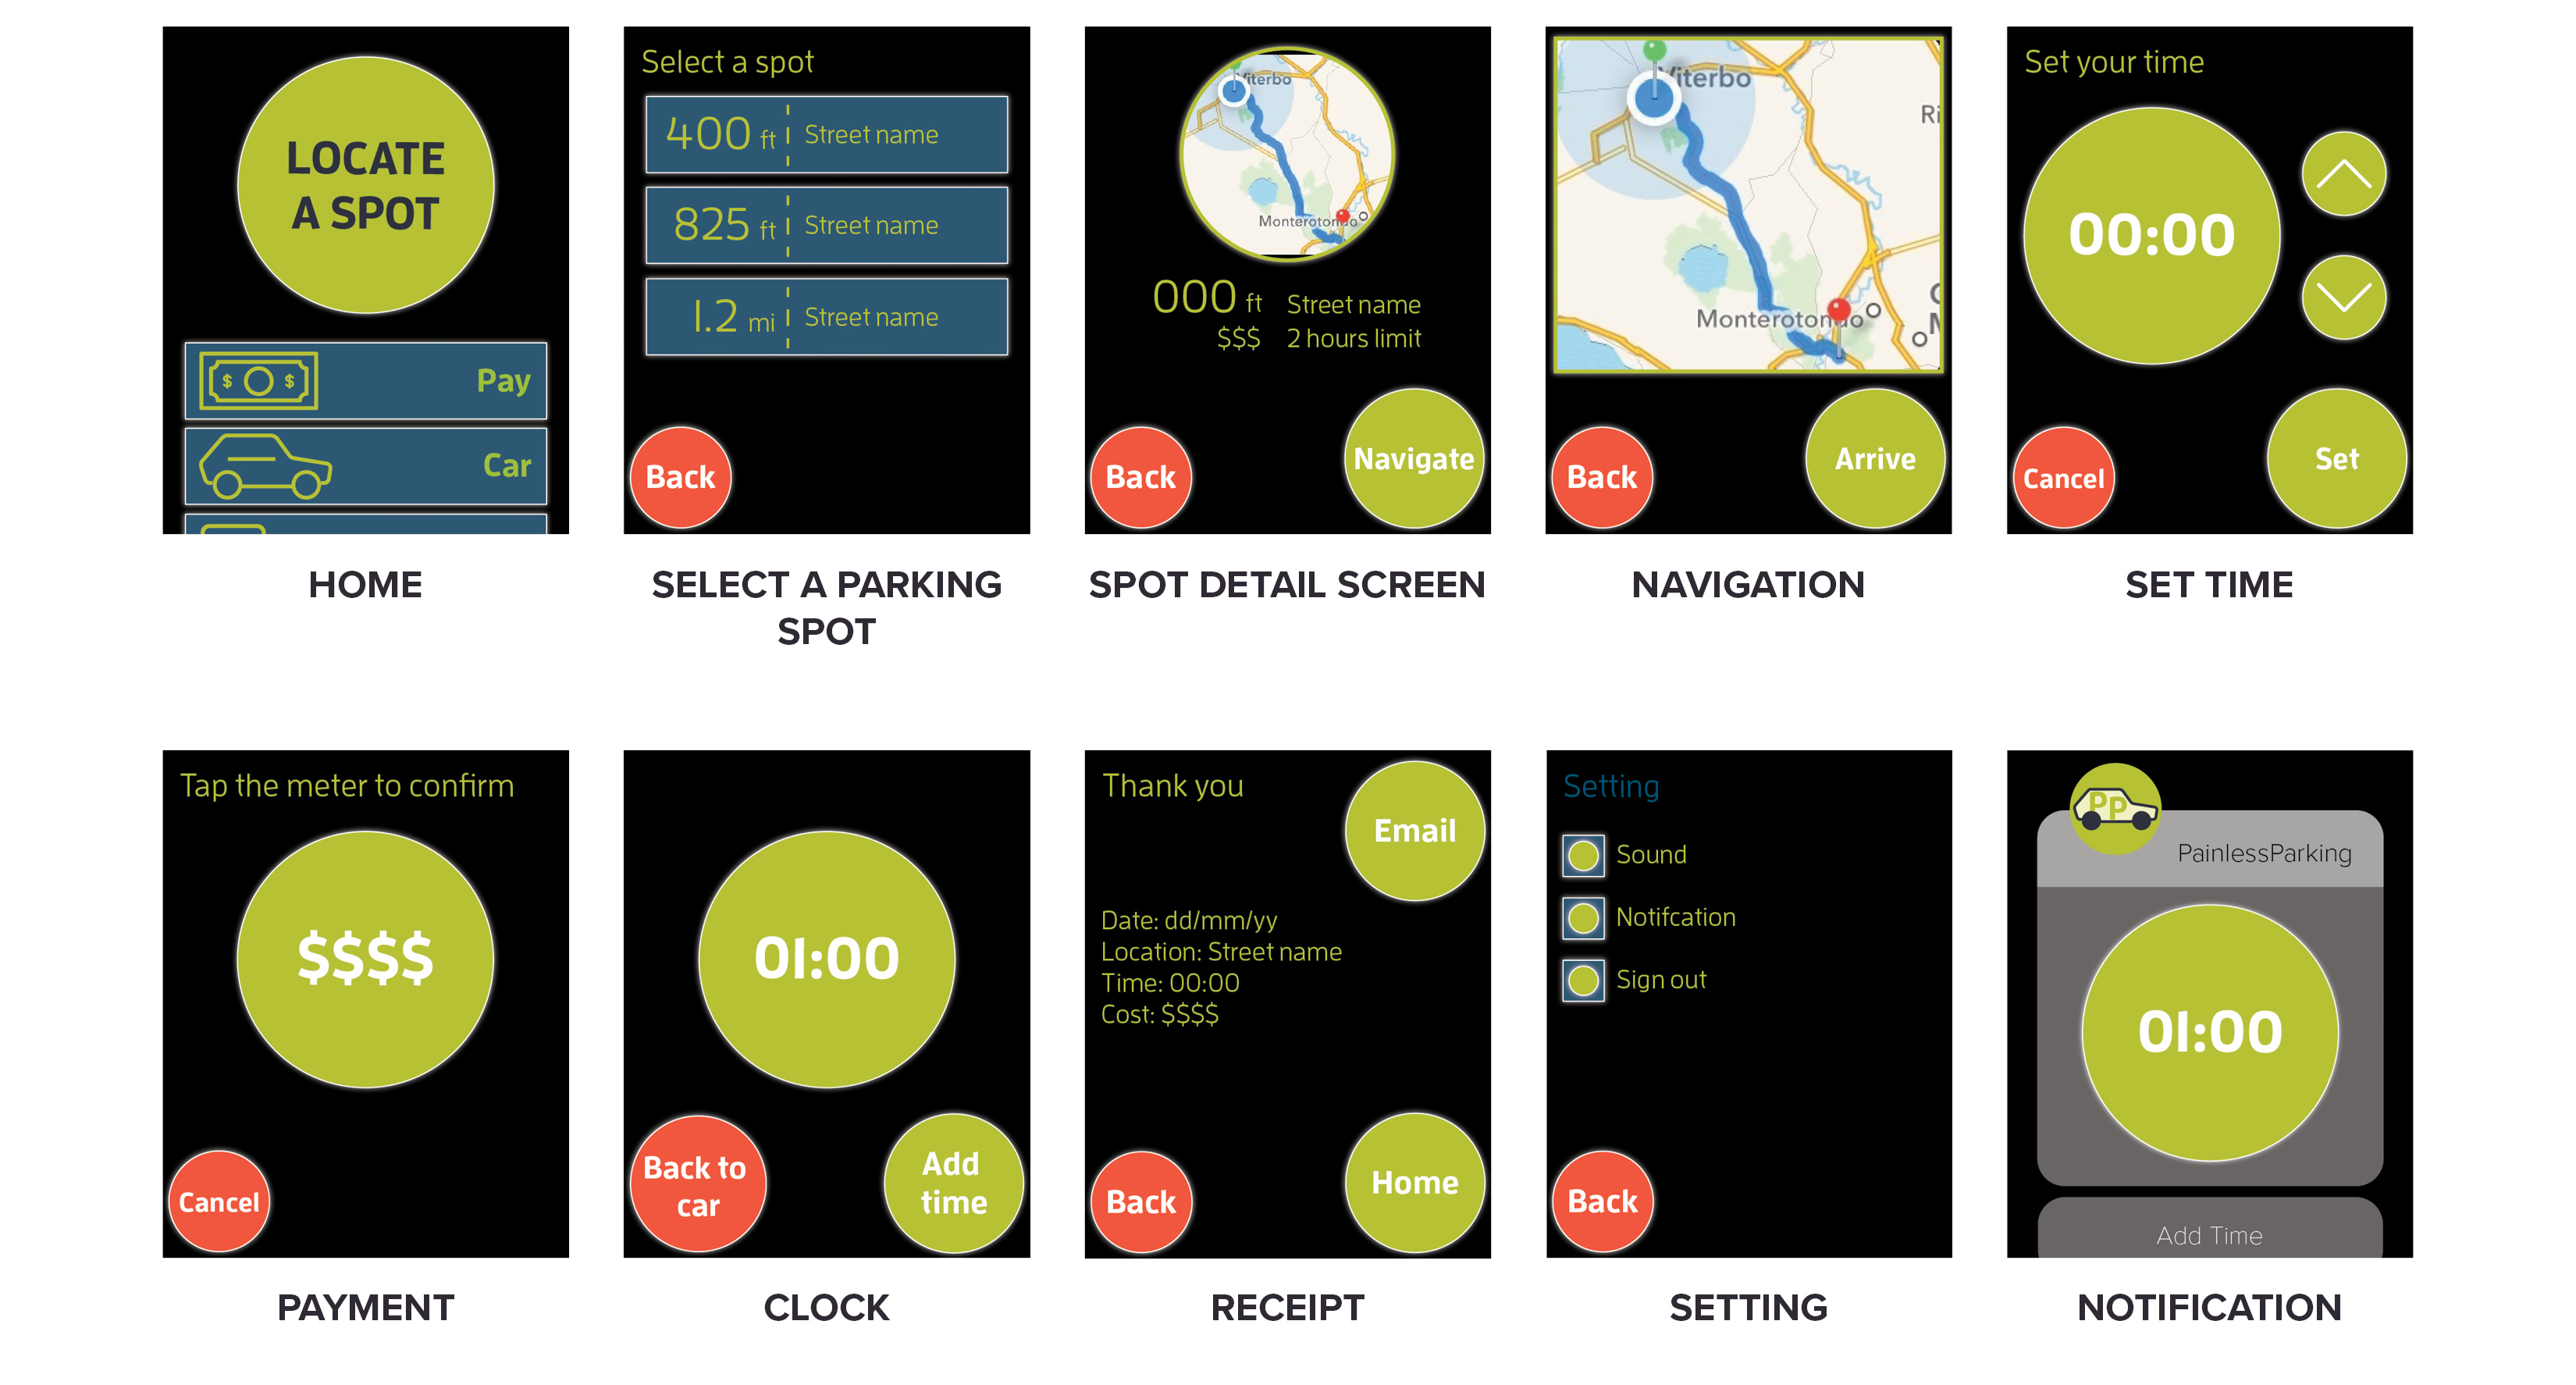 LOCATE
A SPOT
$ $
Pay
Car
HOME
Select a spot
400 ft Street name
825 ft Street name
1.2 mi Street name
Back
SELECT A PARKING
SPOT
Viterbo
Monterotondo
000 ft Street name
$$$ 2 hours limit
Back
Navigate
SPOT DETAIL SCREEN
Viterbo
Ri
Monterotondo
Back
Arrive
NAVIGATION
Set your time
00:00
Cancel
Set
SET TIME
Tap the meter to confirm
$$$$
Cancel
PAYMENT
01:00
Back to
car
Add
time
CLOCK
Thank you
Email
Date: dd/mm/yy
Location: Street name
Time: 00:00
Cost: $$$$
Back
Home
RECEIPT
Setting
Sound
Notifcation
Sign out
Back
SETTING
PP
PainlessParking
01:00
Add Time
NOTIFICATION